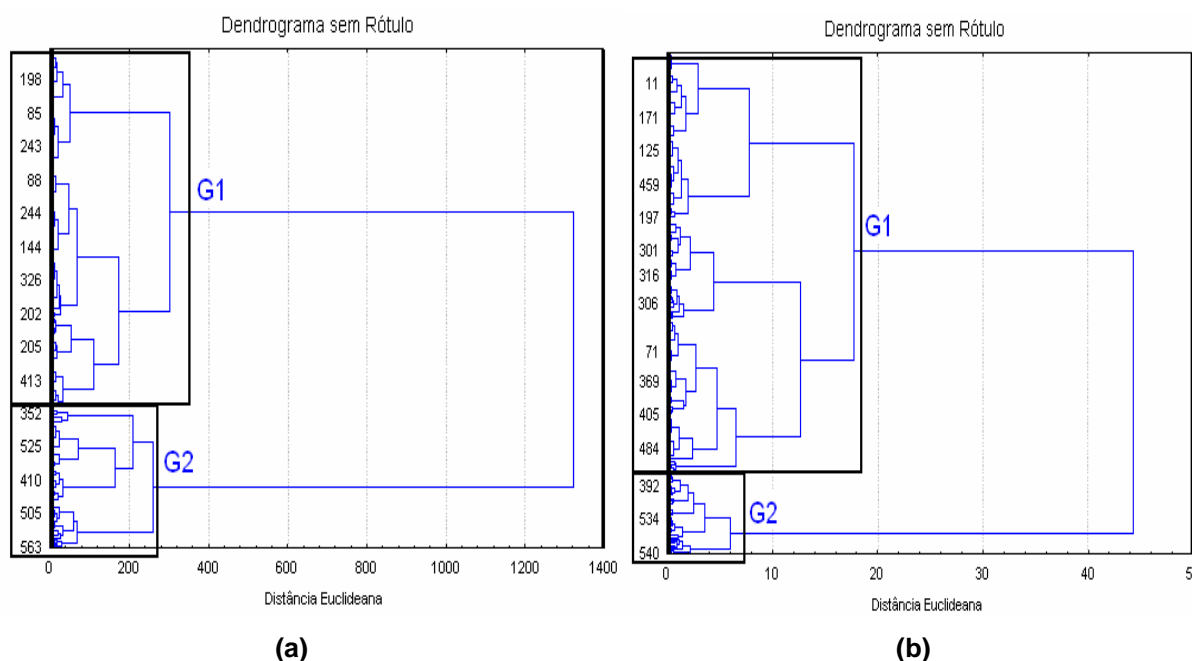 Dendrograma sem Rótulo
198
85
243
88
244
144
326
202
205
413
352
525
410
505
563
G1
G2
0 200 400 600 800 1000 1200 1400
Distância Euclideana
(a)
Dendrograma sem Rótulo
11
171
125
459
197
301
316
306
71
369
405
484
392
534
540
G1
G2
0 10 20 30 40 50
Distância Euclideana
(b)